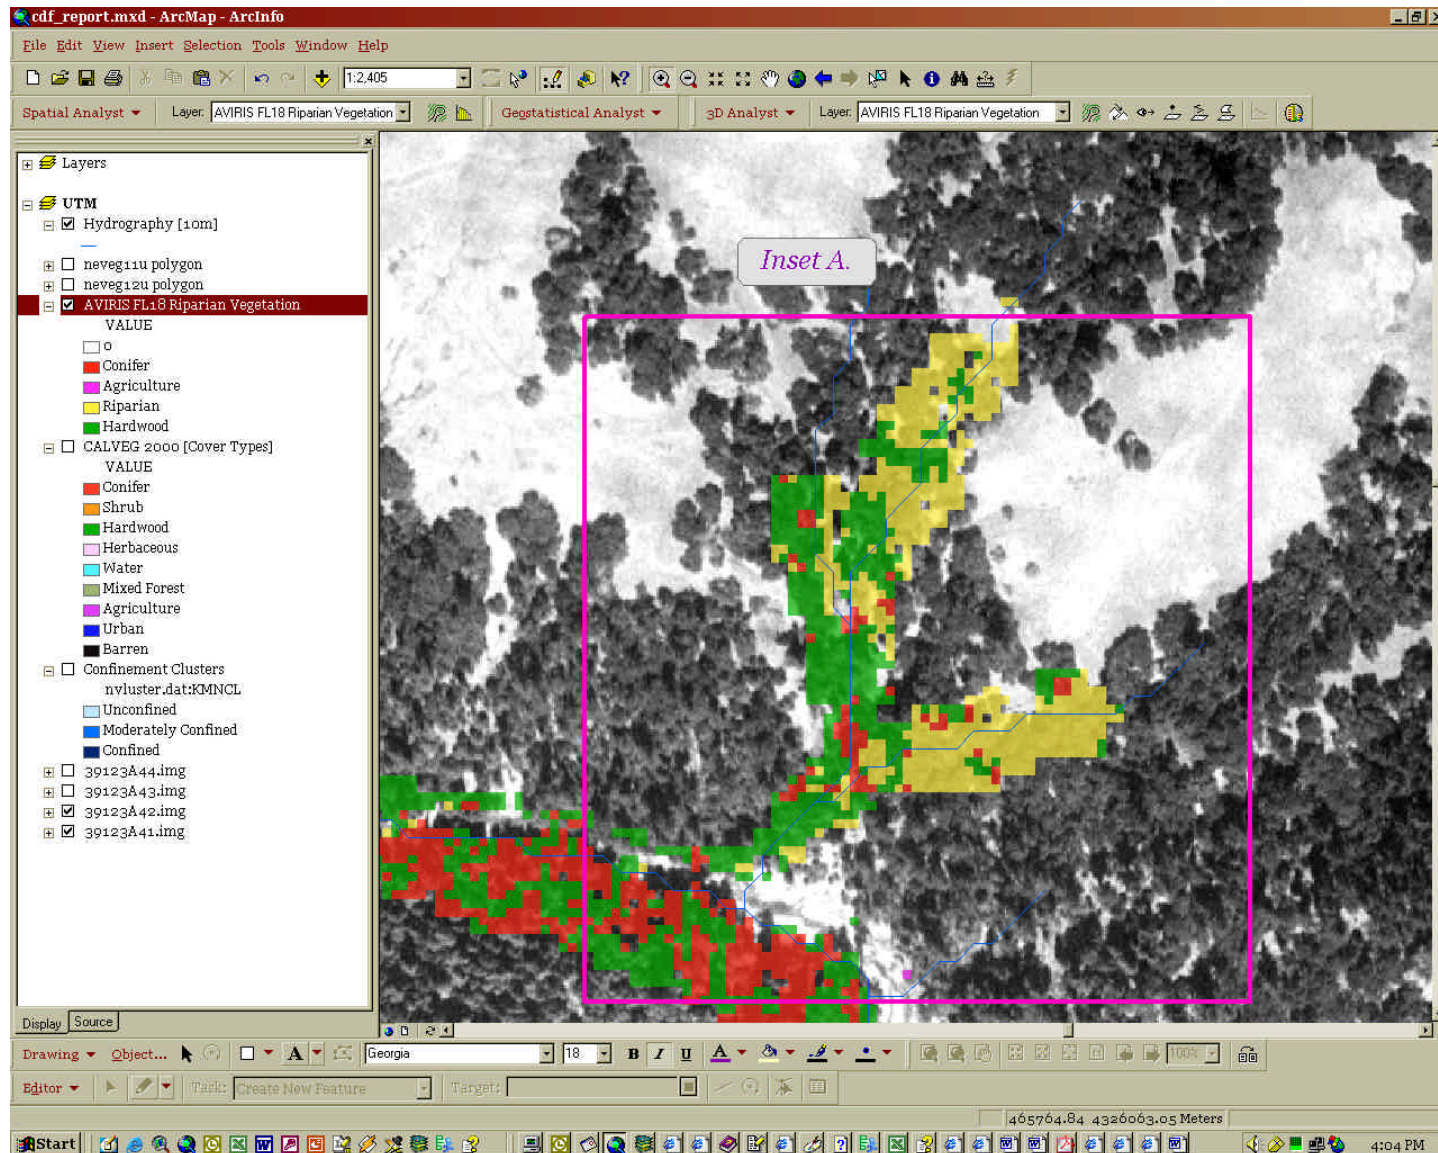 cdf_report.mxd - ArcMap - ArcInfo
File Edit View Insert Selection Tools Window Help
1:2,405
Spatial Analyst Layer: AVIRIS FL18 Riparian Vegetation Geostatistical Analyst 3D Analyst Layer: AVIRIS FL18 Riparian Vegetation
Layers
UTM
Hydrography [10m]
neveg11u polygon
neveg12u polygon
AVIRIS FL18 Riparian Vegetation
VALUE
0
Conifer
Agriculture
Riparian
Hardwood
CALVEG 2000 [Cover Types]
VALUE
Conifer
Shrub
Hardwood
Herbaceous
Water
Mixed Forest
Agriculture
Urban
Barren
Confinement Clusters
nvluster.dat:KMNCL
Unconfined
Moderately Confined
Confined
39123A44.img
39123A43.img
39123A42.img
39123A41.img
Inset A.
Display Source
Drawing Object... A Georgia 18 B I U A 100%
Editor Task: Create New Feature Target:
465764.84 4326063.05 Meters
Start 4:04 PM